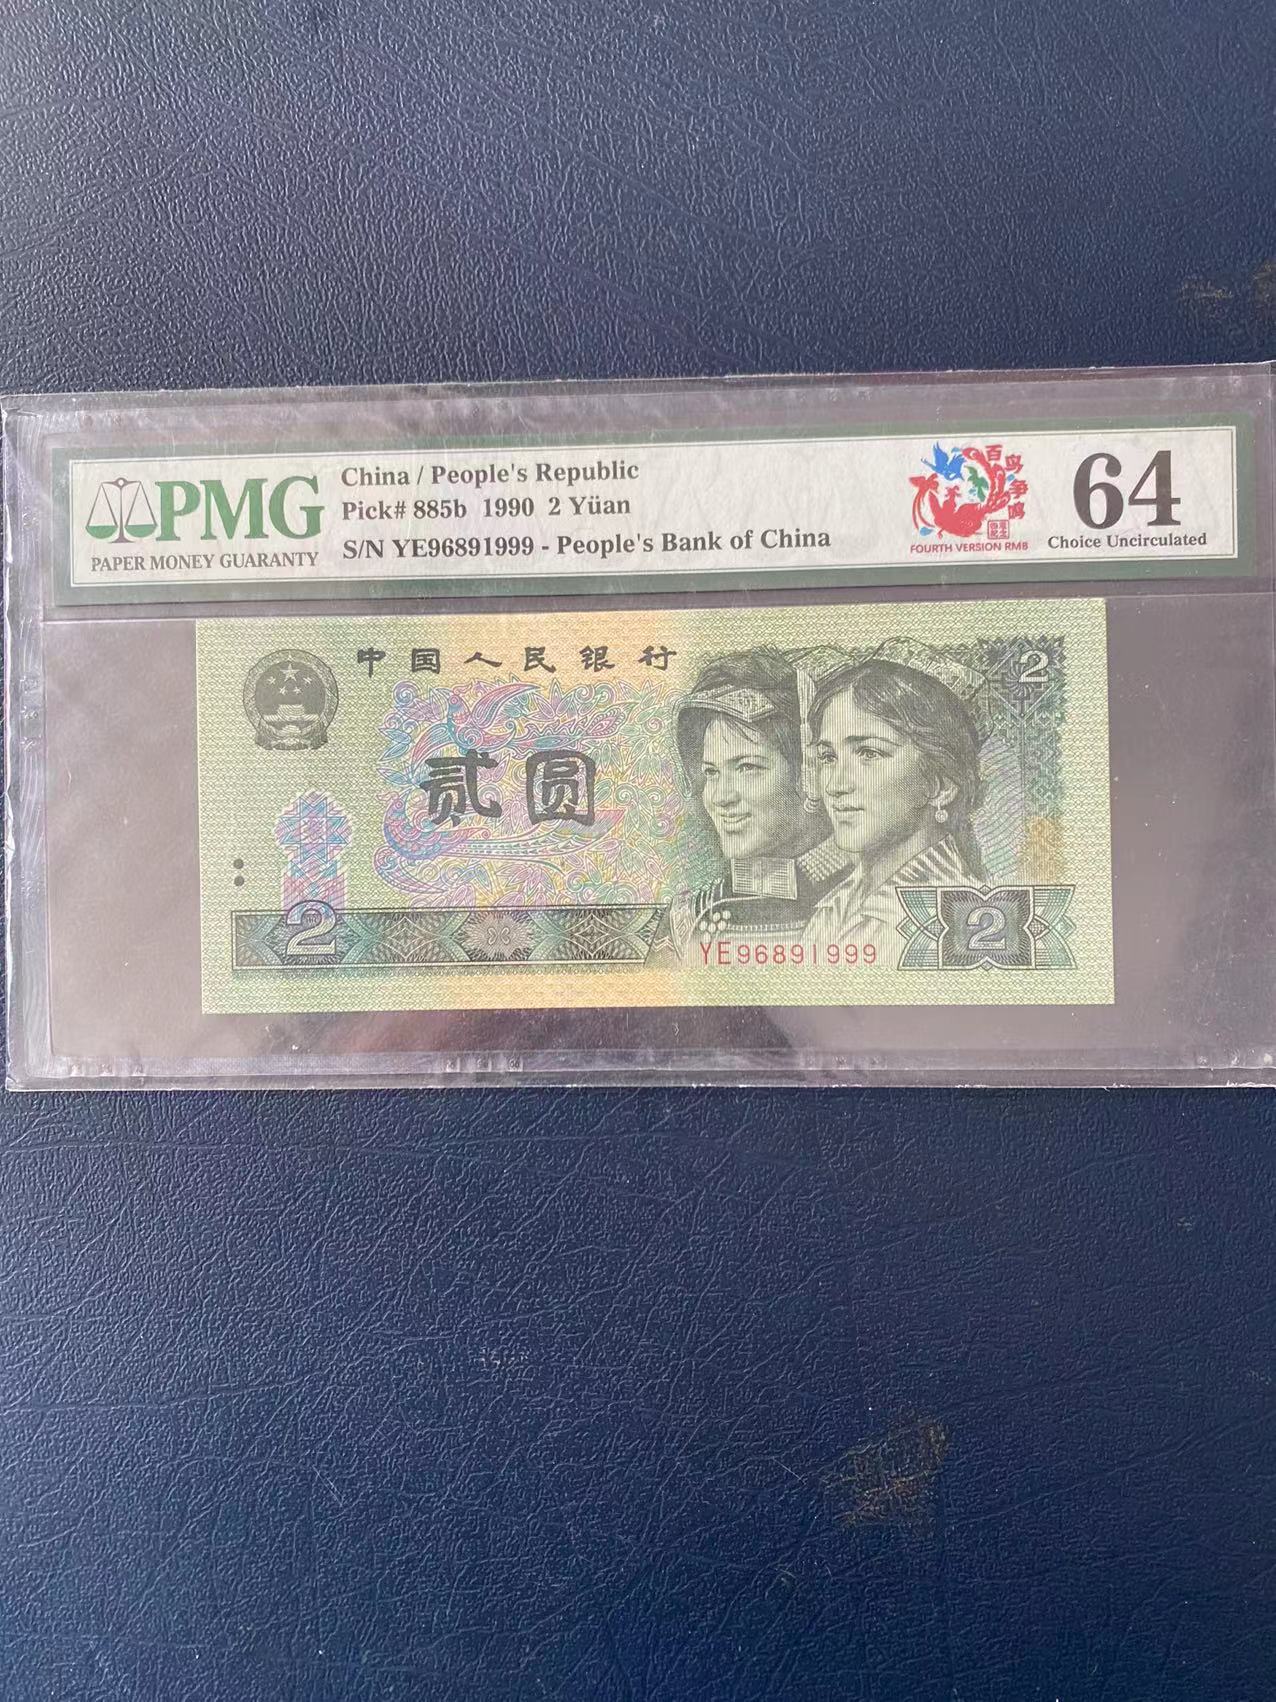 PMG
PAPER MONEY GUARANTY
China / People's Republic
Pick# 885b 1990 2 Yüan
S/N YE96891999 - People's Bank of China
百鸟争鸣
FOURTH VERSION RMB
64
Choice Uncirculated
中国人民银行
2
贰圆
2
YE96891999
2